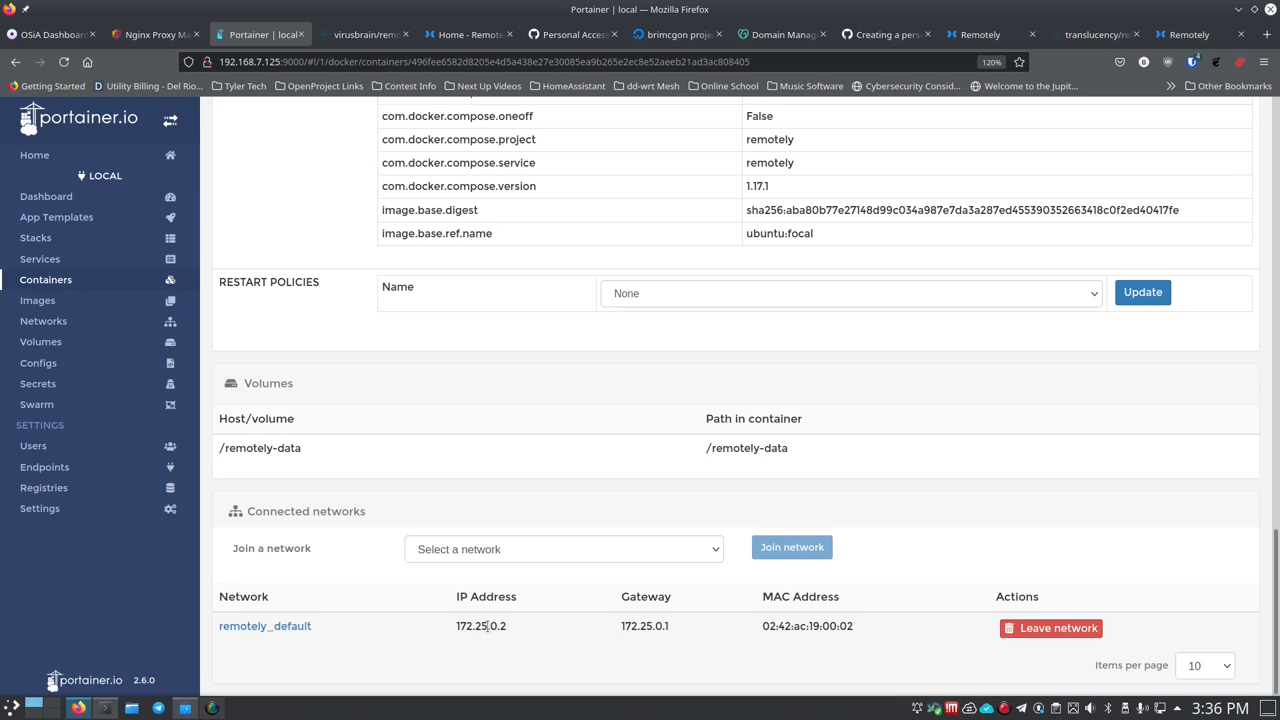 Portainer | local — Mozilla Firefox
OSiA Dashboard
Nginx Proxy Ma
Portainer | local
virusbrain/remo
Home - Remote
Personal Access
brimcgon proje
Domain Manage
Creating a pers
Remotely
translucency/re
Remotely
192.168.7.125:9000/#!/1/docker/containers/496fee6582d8205e4d5a438e27e30085ea9b265e2ec8e52aeeb21ad3ac808405
120%
Getting Started
Utility Billing - Del Rio...
Tyler Tech
OpenProject Links
Contest Info
Next Up Videos
HomeAssistant
dd-wrt Mesh
Online School
Music Software
Cybersecurity Consid...
Welcome to the Jupit...
Other Bookmarks
portainer.io
Home
LOCAL
Dashboard
App Templates
Stacks
Services
Containers
Images
Networks
Volumes
Configs
Secrets
Swarm
SETTINGS
Users
Endpoints
Registries
Settings
portainer.io 2.6.0
com.docker.compose.oneoff False
com.docker.compose.project remotely
com.docker.compose.service remotely
com.docker.compose.version 1.17.1
image.base.digest sha256:aba80b77e27148d99c034a987e7da3a287ed455390352663418c0f2ed40417fe
image.base.ref.name ubuntu:focal
RESTART POLICIES Name None Update
Volumes
Host/volume Path in container
/remotely-data /remotely-data
Connected networks
Join a network Select a network Join network
Network IP Address Gateway MAC Address Actions
remotely_default 172.25.0.2 172.25.0.1 02:42:ac:19:00:02 Leave network
Items per page 10
3:36 PM